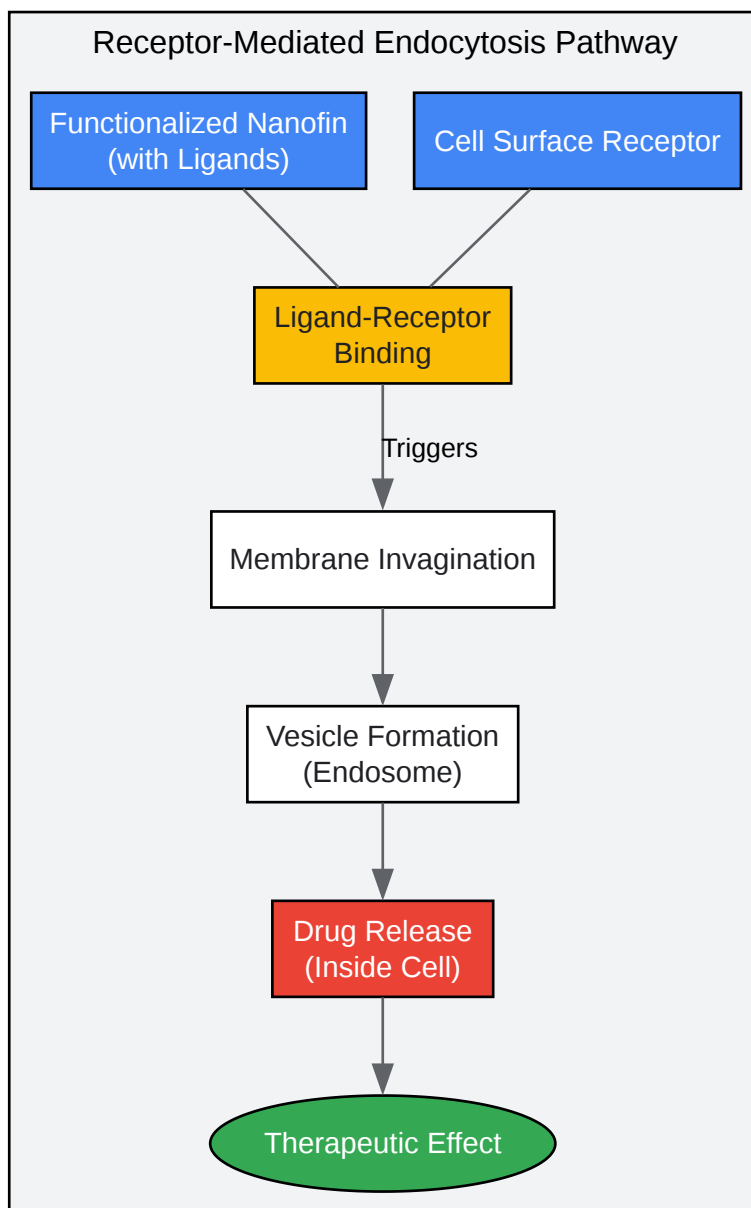 Receptor-Mediated Endocytosis Pathway
Functionalized Nanofin
(with Ligands)
Cell Surface Receptor
Ligand-Receptor
Binding
Triggers
Membrane Invagination
Vesicle Formation
(Endosome)
Drug Release
(Inside Cell)
Therapeutic Effect